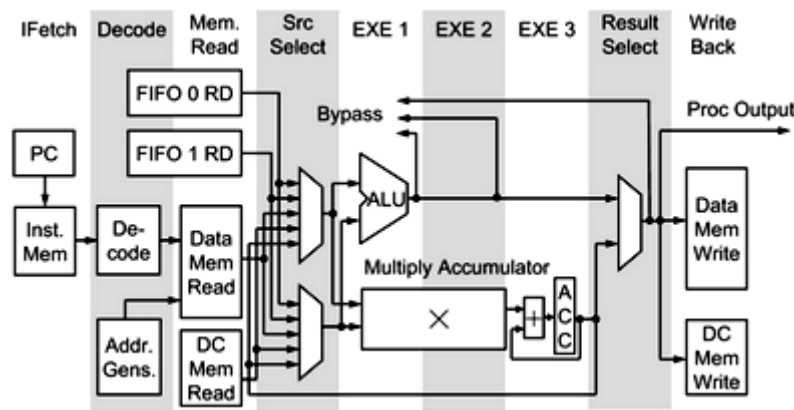 IFetch
Decode
Mem.
Read
Src
Select
EXE 1
EXE 2
EXE 3
Result
Select
Write
Back
FIFO 0 RD
FIFO 1 RD
Bypass
Proc Output
PC
Inst.
Mem
De-
code
Data
Mem
Read
ALU
Data
Mem
Write
Multiply Accumulator
×
+
A
C
C
Addr.
Gens.
DC
Mem
Read
DC
Mem
Write